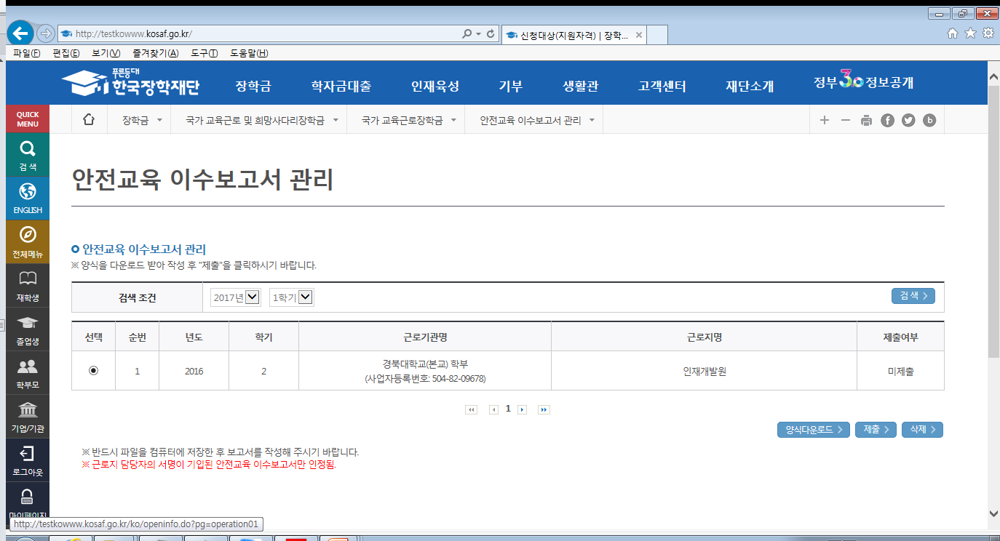 http://testkowww.kosaf.go.kr/
신청대상(지원자격) | 장학...
파일(F) 편집(E) 보기(V) 즐겨찾기(A) 도구(T) 도움말(H)
푸른등대
한국장학재단
장학금 학자금대출 인재육성 기부 생활관 고객센터 재단소개 정부3.0정보공개
QUICK
MENU
장학금 국가 교육근로 및 희망사다리장학금 국가 교육근로장학금 안전교육 이수보고서 관리
검색
ENGLISH
전체메뉴
재학생
졸업생
학부모
기업/기관
로그아웃
마이페이지
안전교육 이수보고서 관리
안전교육 이수보고서 관리
※ 양식을 다운로드 받아 작성 후 "제출"을 클릭하시기 바랍니다.
검색 조건 2017년 1학기 검색
선택 순번 년도 학기 근로기관명 근로지명 제출여부
1 2016 2 경북대학교(본교) 학부 인재개발원 미제출
(사업자등록번호: 504-82-09678)
1
양식다운로드 제출 삭제
※ 반드시 파일을 컴퓨터에 저장한 후 보고서를 작성해 주시기 바랍니다.
※ 근로지 담당자의 서명이 기입된 안전교육 이수보고서만 인정됨.
http://testkowww.kosaf.go.kr/ko/openinfo.do?pg=operation01